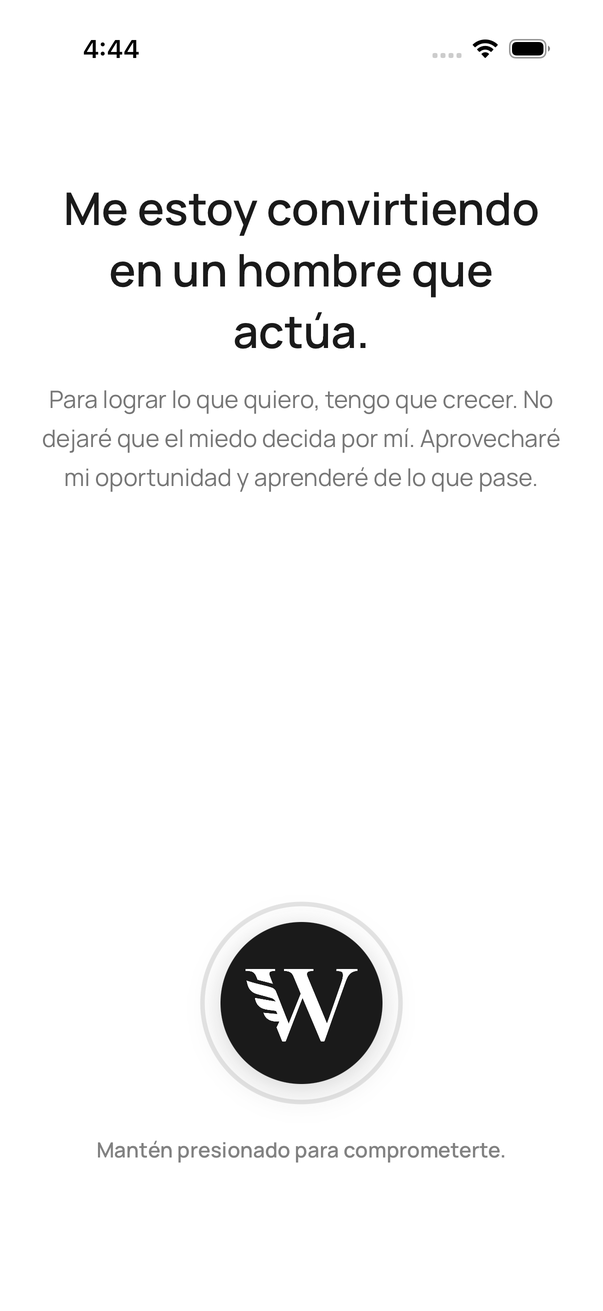 4:44
Me estoy convirtiendo
en un hombre que
actúa.
Para lograr lo que quiero, tengo que crecer. No
dejaré que el miedo decida por mí. Aprovecharé
mi oportunidad y aprenderé de lo que pase.
W
Mantén presionado para comprometerte.